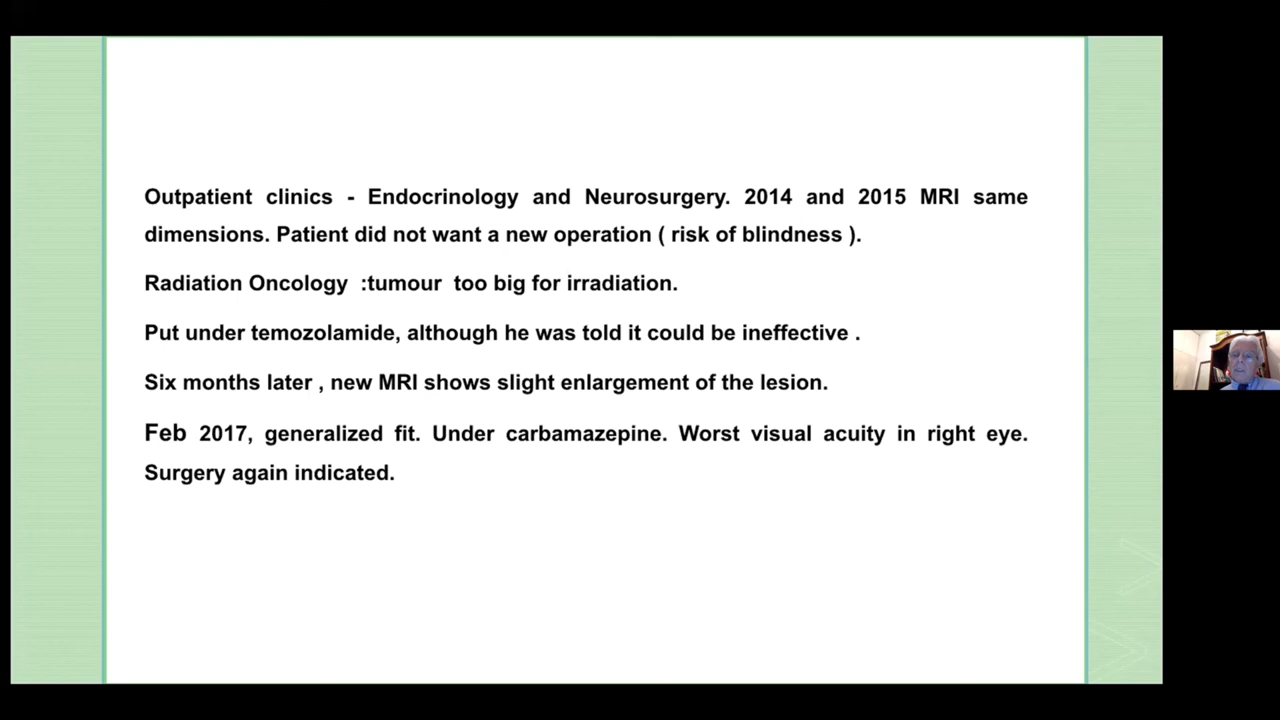 Outpatient clinics - Endocrinology and Neurosurgery. 2014 and 2015 MRI same
dimensions. Patient did not want a new operation ( risk of blindness ).
Radiation Oncology :tumour too big for irradiation.
Put under temozolamide, although he was told it could be ineffective .
Six months later , new MRI shows slight enlargement of the lesion.
Feb 2017, generalized fit. Under carbamazepine. Worst visual acuity in right eye.
Surgery again indicated.